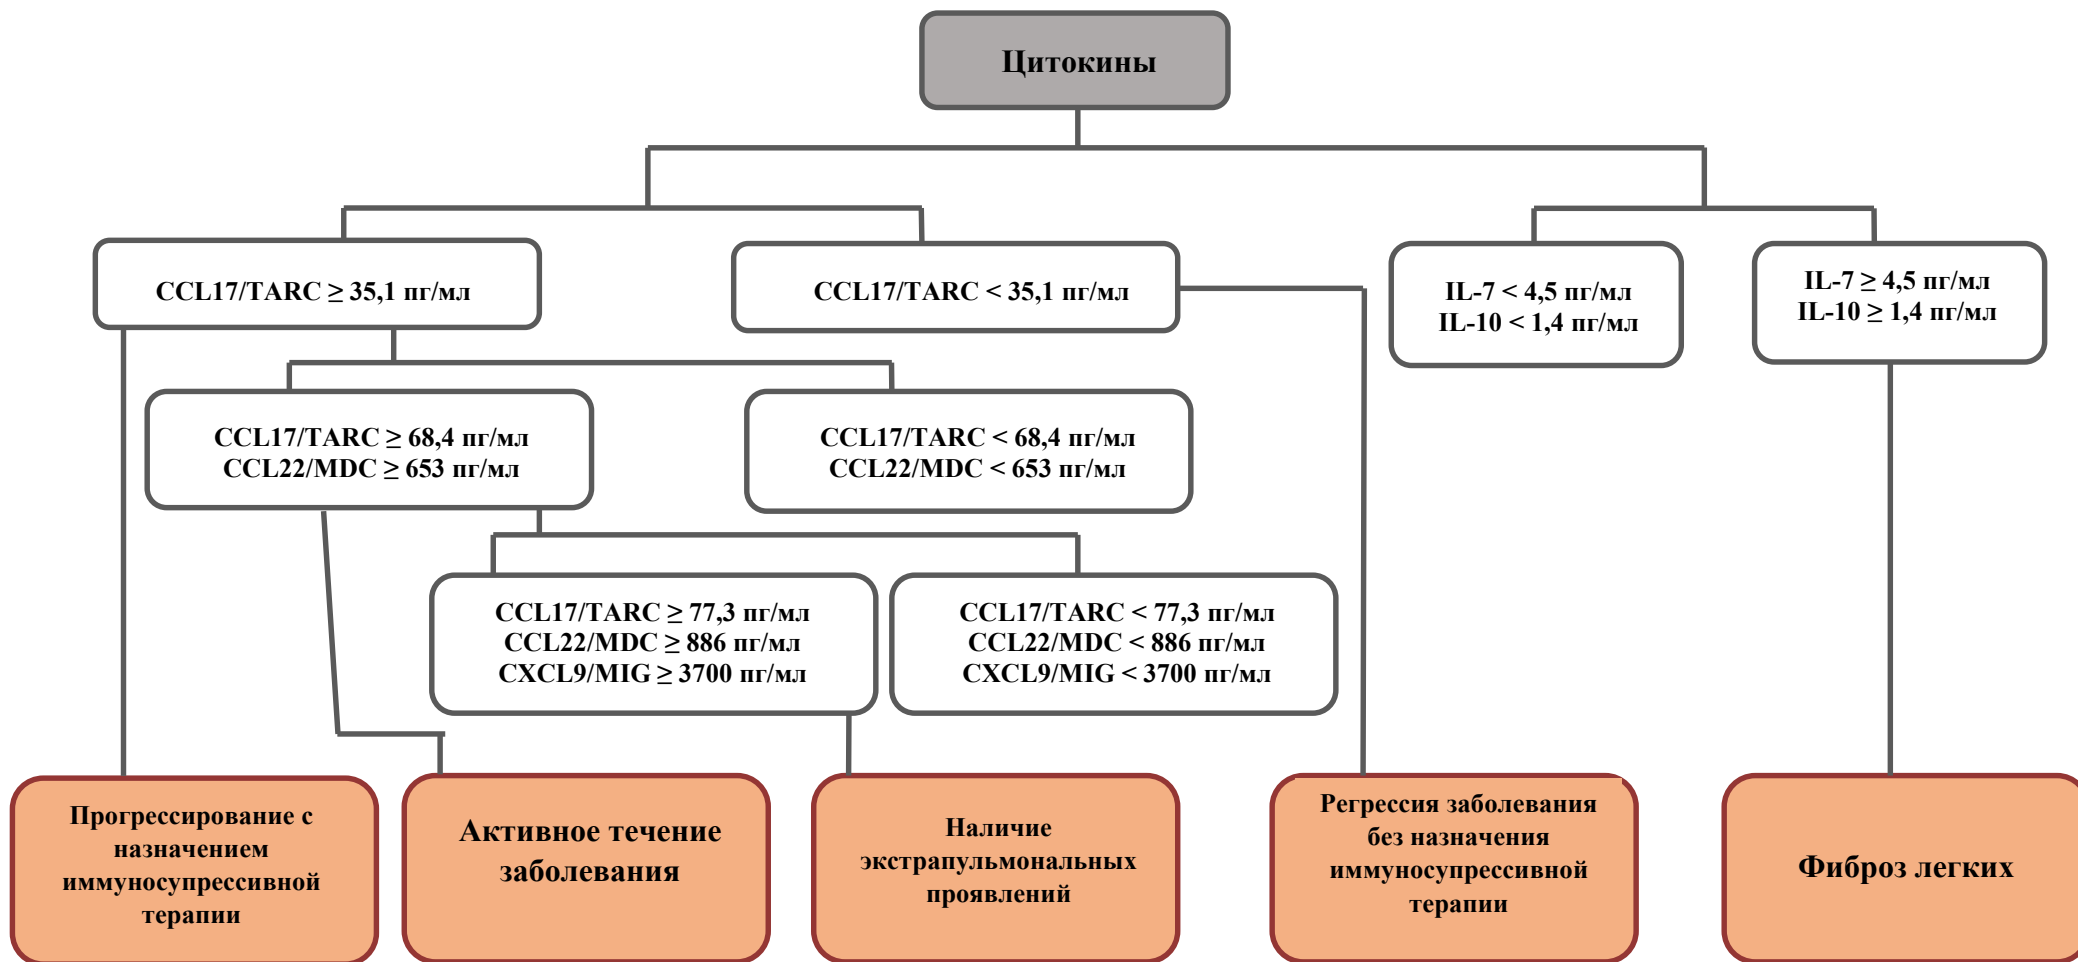 Цитокины
CCL17/TARC ≥ 35,1 пг/мл
CCL17/TARC < 35,1 пг/мл
IL-7 < 4,5 пг/мл
IL-10 < 1,4 пг/мл
IL-7 ≥ 4,5 пг/мл
IL-10 ≥ 1,4 пг/мл
CCL17/TARC ≥ 68,4 пг/мл
CCL22/MDC ≥ 653 пг/мл
CCL17/TARC < 68,4 пг/мл
CCL22/MDC < 653 пг/мл
CCL17/TARC ≥ 77,3 пг/мл
CCL22/MDC ≥ 886 пг/мл
CXCL9/MIG ≥ 3700 пг/мл
CCL17/TARC < 77,3 пг/мл
CCL22/MDC < 886 пг/мл
CXCL9/MIG < 3700 пг/мл
Прогрессирование с
назначением
иммуносупрессивной
терапии
Активное течение
заболевания
Наличие
экстрапульмональных
проявлений
Регрессия заболевания
без назначения
иммуносупрессивной
терапии
Фиброз легких